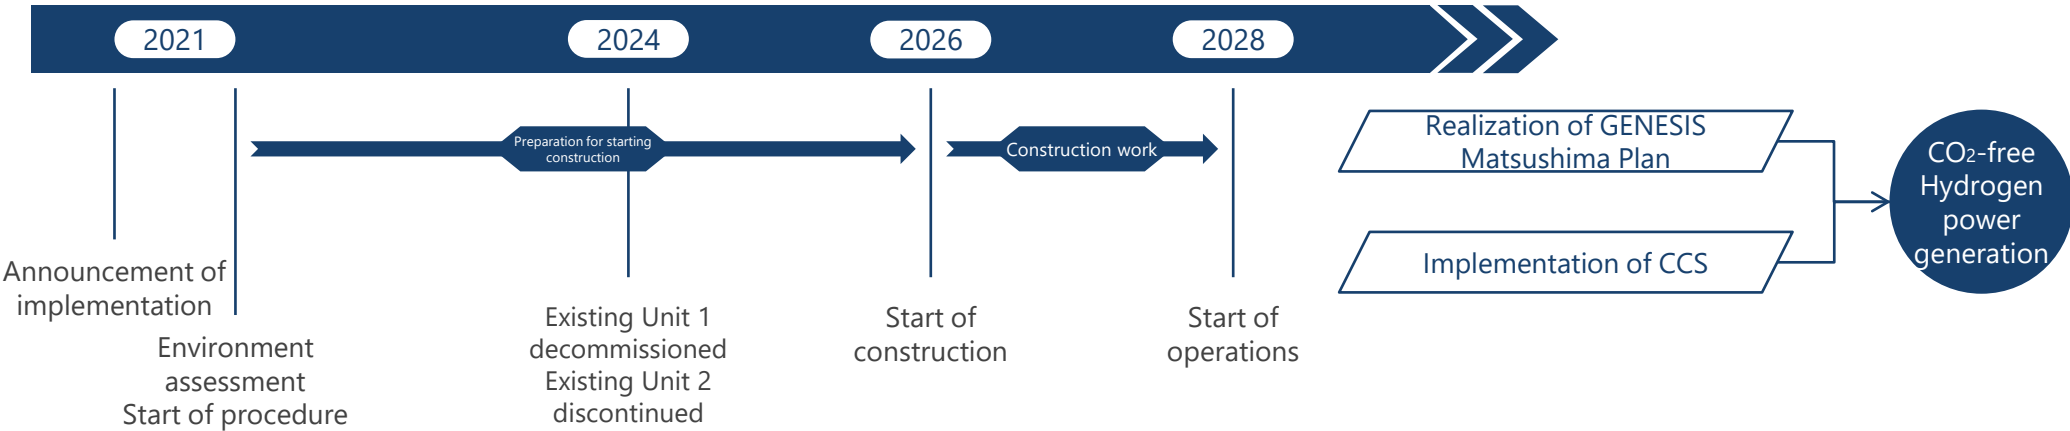 2021
2024
2026
2028
Preparation for starting
construction
Construction work
Announcement of
implementation
Environment
assessment
Start of procedure
Existing Unit 1
decommissioned
Existing Unit 2
discontinued
Start of
construction
Start of
operations
Realization of GENESIS
Matsushima Plan
Implementation of CCS
CO2-free
Hydrogen
power
generation